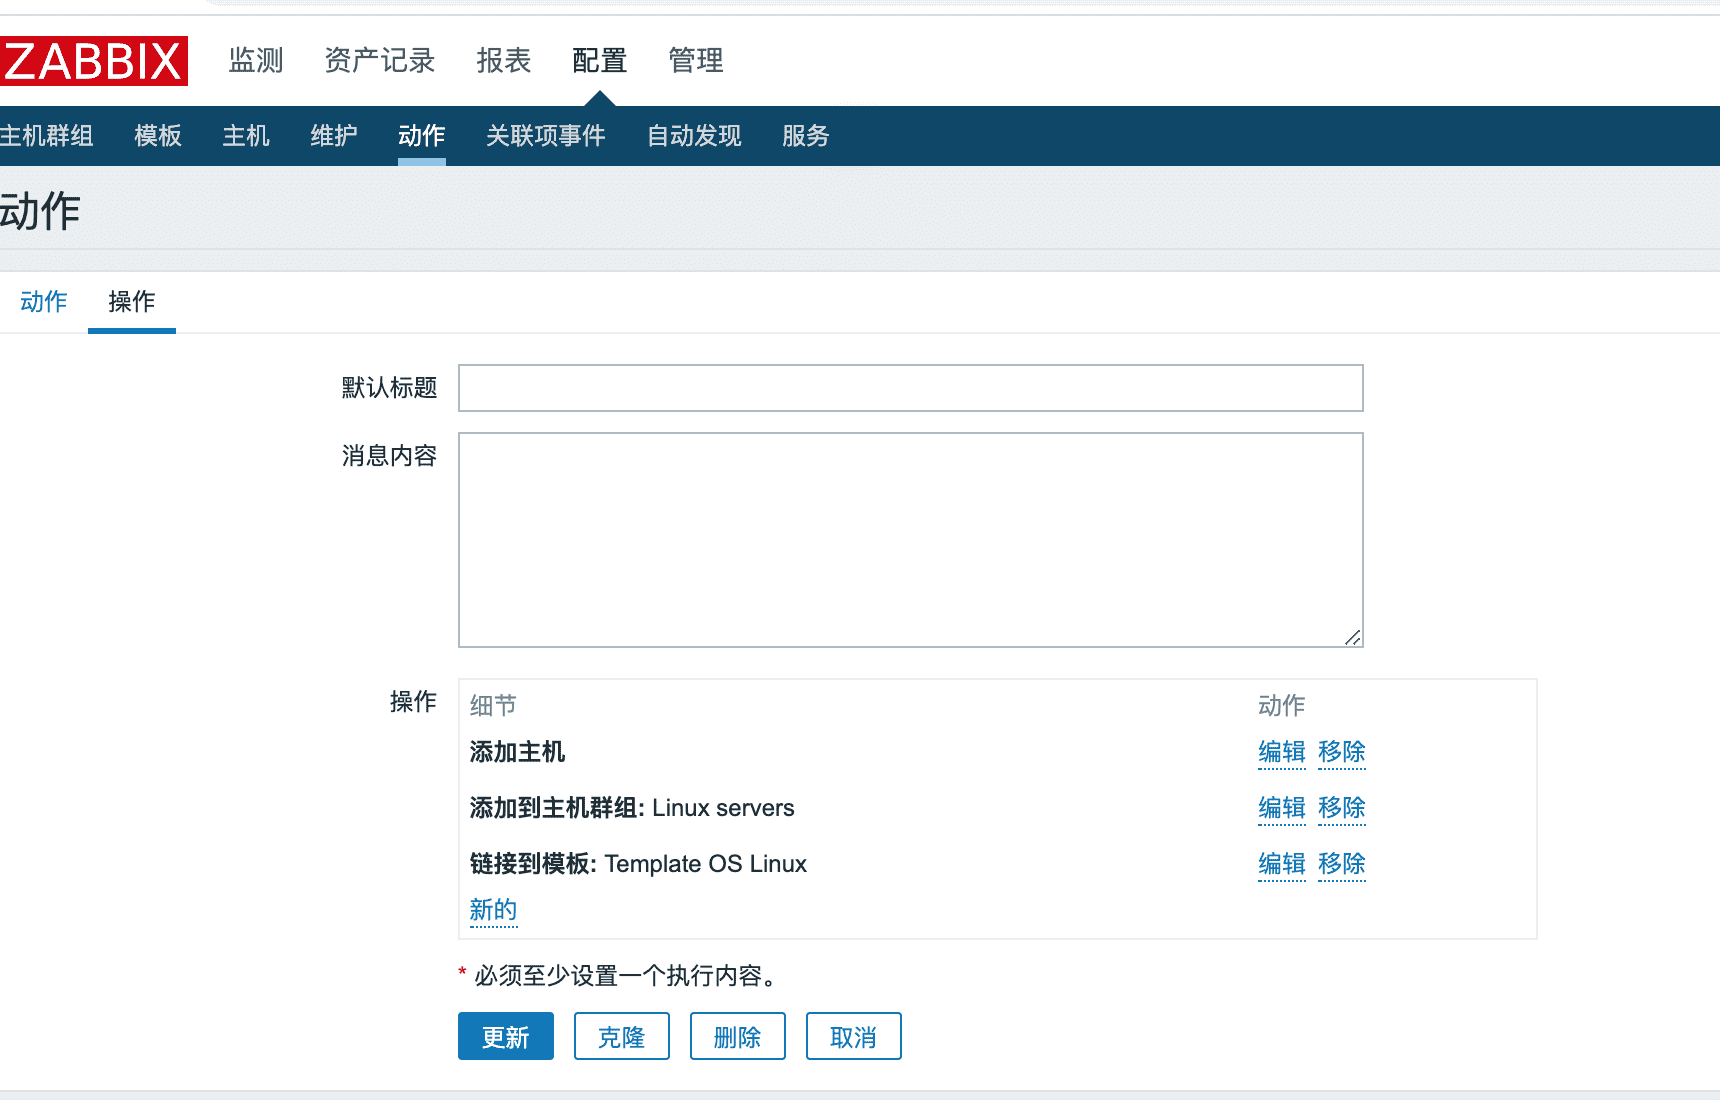 ZABBIX 监测 资产记录 报表 配置 管理
主机群组 模板 主机 维护 动作 关联项事件 自动发现 服务
动作
动作 操作
默认标题
消息内容
操作 细节 动作
添加主机 编辑 移除
添加到主机群组: Linux servers 编辑 移除
链接到模板: Template OS Linux 编辑 移除
新的
* 必须至少设置一个执行内容。
更新 克隆 删除 取消